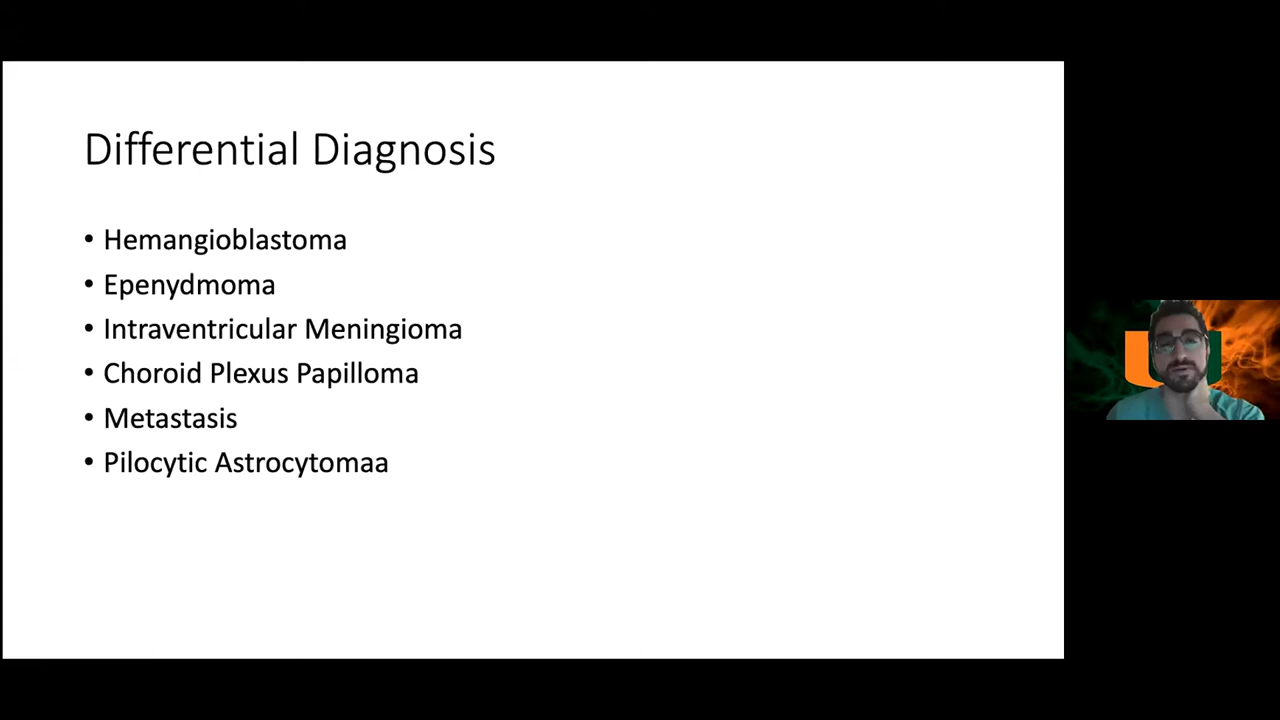 Differential Diagnosis
• Hemangioblastoma
• Epenydmoma
• Intraventricular Meningioma
• Choroid Plexus Papilloma
• Metastasis
• Pilocytic Astrocytomaa